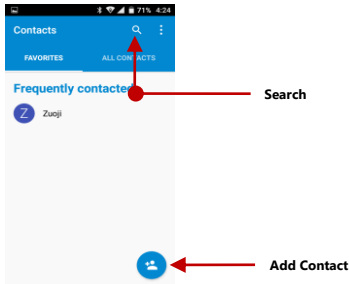 71% 4:24
Contacts
FAVORITES ALL CONTACTS
Frequently contacted
Search
Z Zuoji
Add Contact